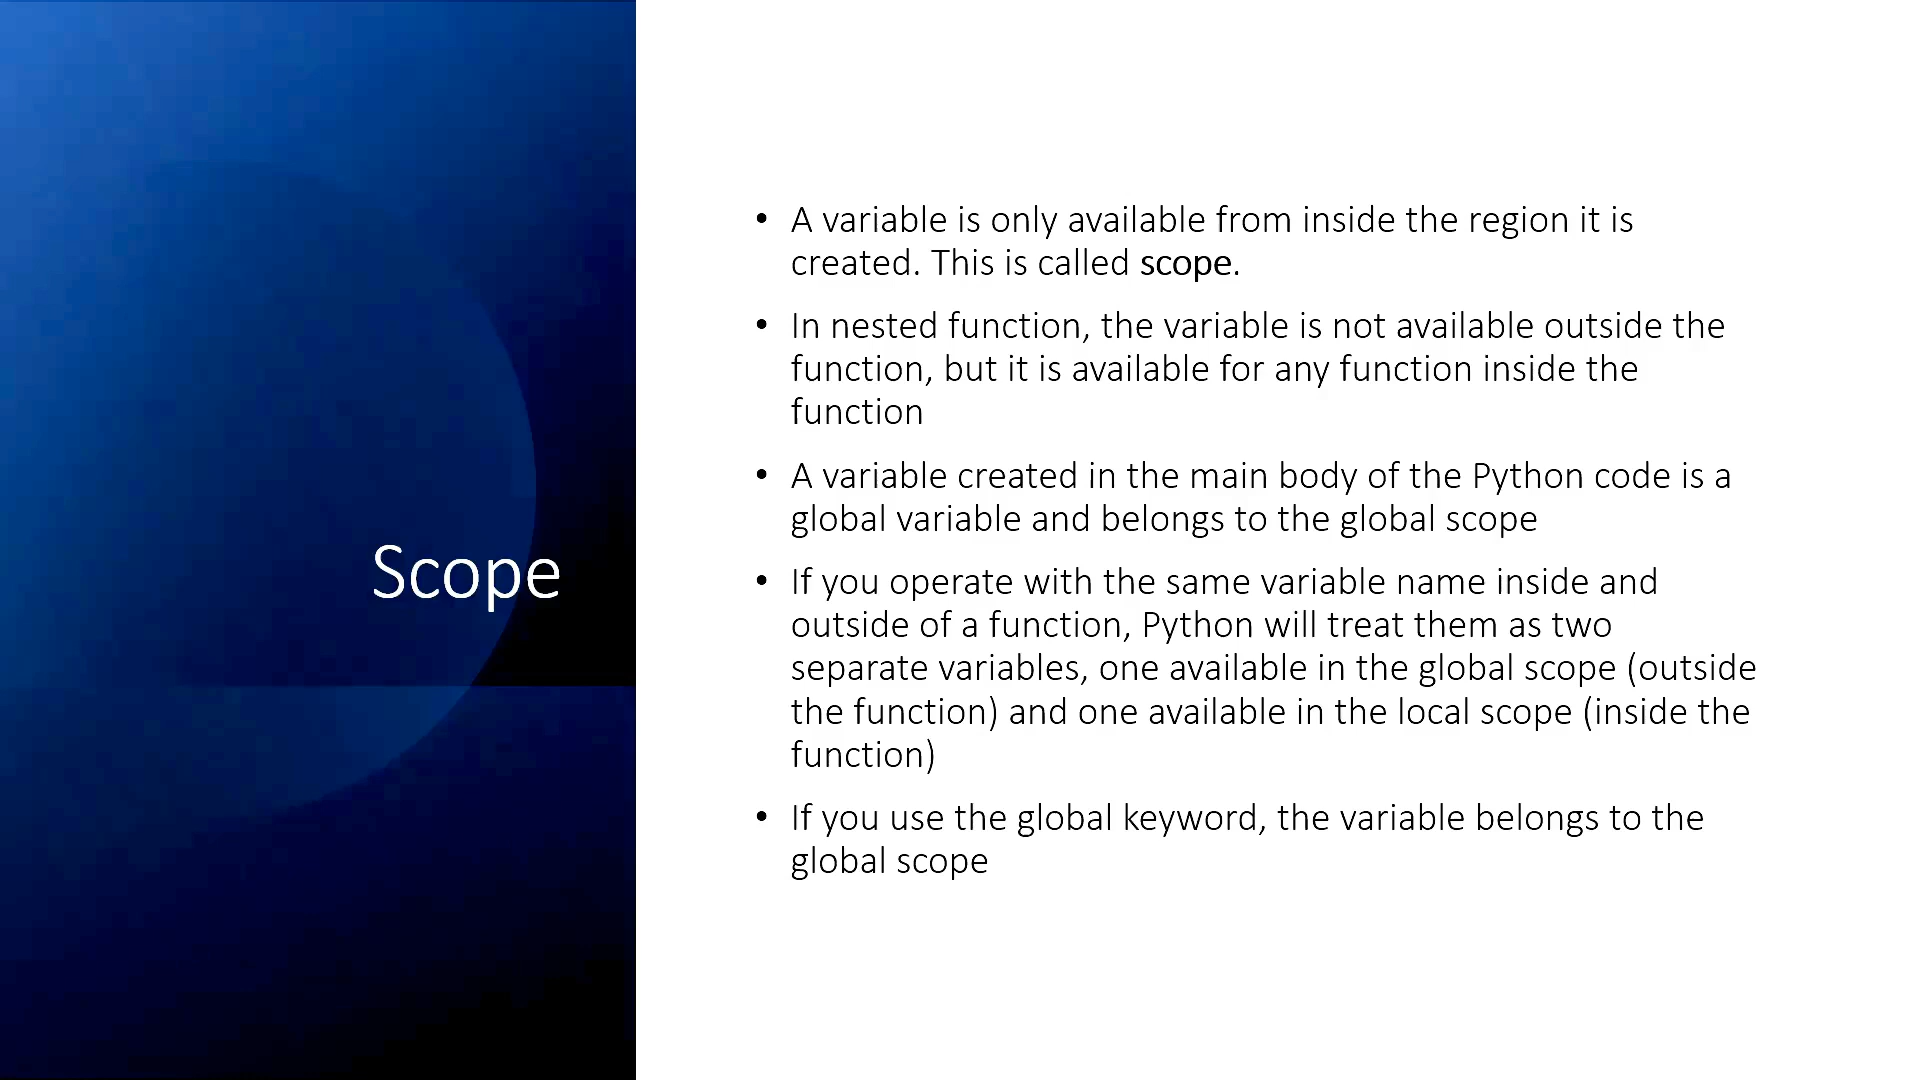 Scope
• A variable is only available from inside the region it is
created. This is called scope.
• In nested function, the variable is not available outside the
function, but it is available for any function inside the
function
• A variable created in the main body of the Python code is a
global variable and belongs to the global scope
• If you operate with the same variable name inside and
outside of a function, Python will treat them as two
separate variables, one available in the global scope (outside
the function) and one available in the local scope (inside the
function)
• If you use the global keyword, the variable belongs to the
global scope